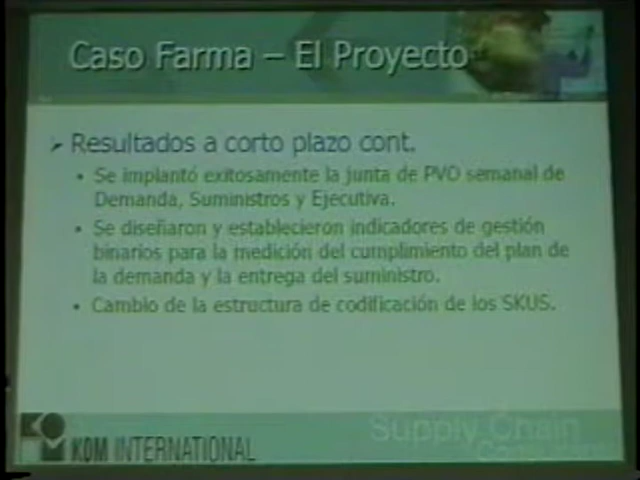 Caso Farma – El Proyecto
➢ Resultados a corto plazo cont.
• Se implantó exitosamente la junta de PVO semanal de
Demanda, Suministros y Ejecutiva.
• Se diseñaron y establecieron indicadores de gestión
binarios para la medición del cumplimiento del plan de
la demanda y la entrega del suministro.
• Cambio de la estructura de codificación de los SKUS.
KOM INTERNATIONAL
Supply Chain